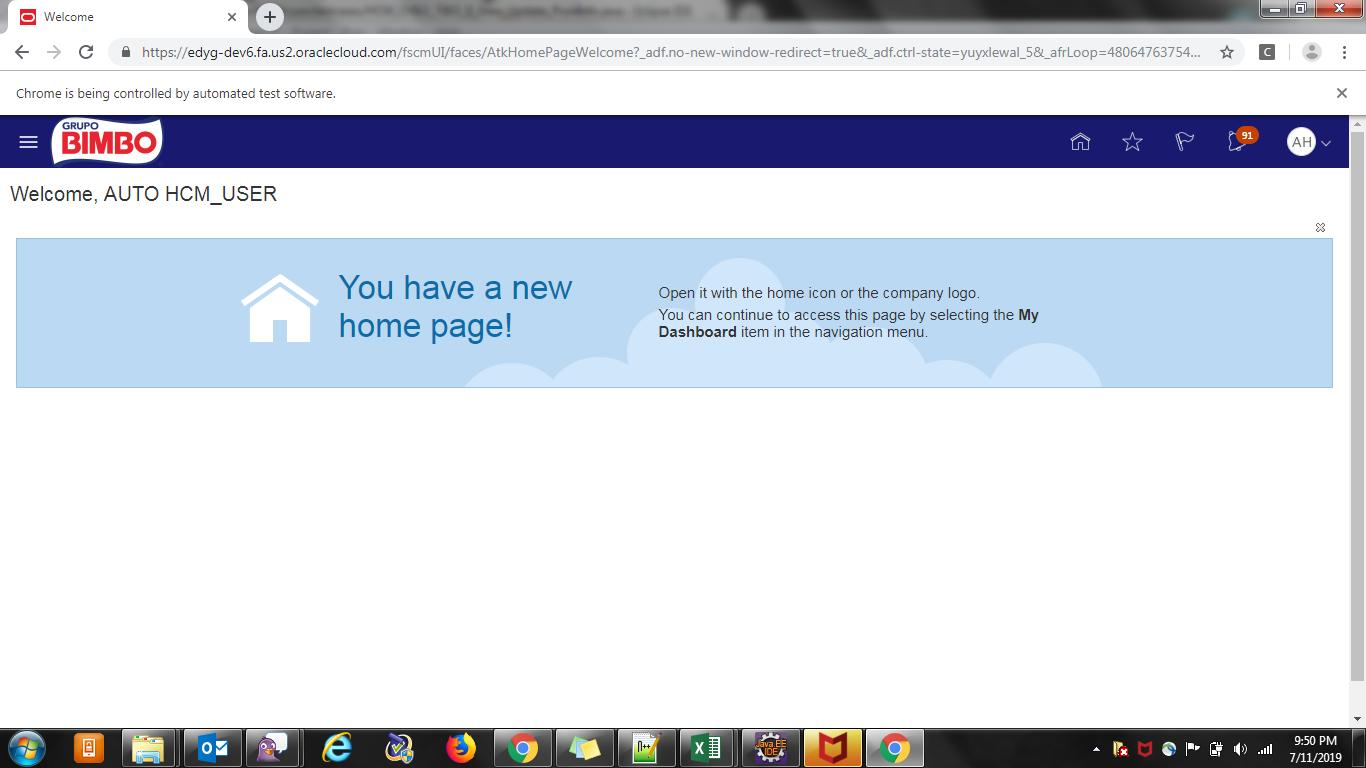 Welcome
https://edyg-dev6.fa.us2.oraclecloud.com/fscmUI/faces/AtkHomePageWelcome?_adf.no-new-window-redirect=true&_adf.ctrl-state=yuyxlewal_5&_afrLoop=48064763754...
C
Chrome is being controlled by automated test software.
GRUPO
BIMBO
91
AH
Welcome, AUTO HCM_USER
You have a new
home page!
Open it with the home icon or the company logo.
You can continue to access this page by selecting the My
Dashboard item in the navigation menu.
Java EE
IDE
9:50 PM
7/11/2019